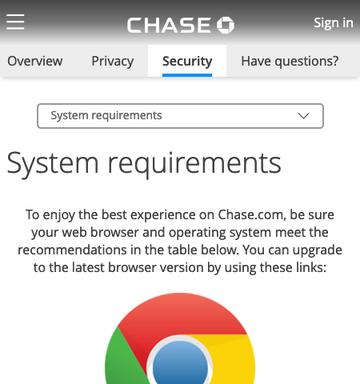 CHASE
Sign in
Overview Privacy Security Have questions?
System requirements
System requirements
To enjoy the best experience on Chase.com, be sure
your web browser and operating system meet the
recommendations in the table below. You can upgrade
to the latest browser version by using these links: